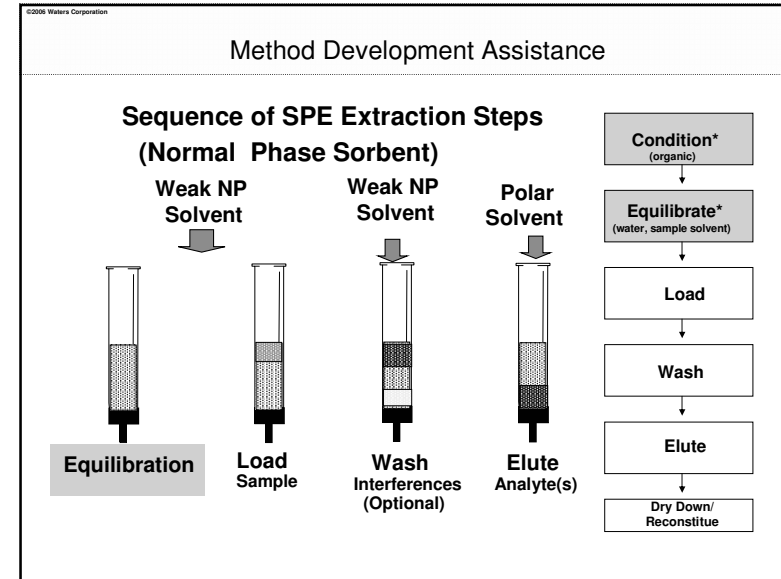 ©2006 Waters Corporation
Method Development Assistance
Sequence of SPE Extraction Steps
(Normal Phase Sorbent)
Weak NP
Solvent
Weak NP
Solvent
Polar
Solvent
Equilibration
Load
Sample
Wash
Interferences
(Optional)
Elute
Analyte(s)
Condition*
(organic)
Equilibrate*
(water, sample solvent)
Load
Wash
Elute
Dry Down/
Reconstitue